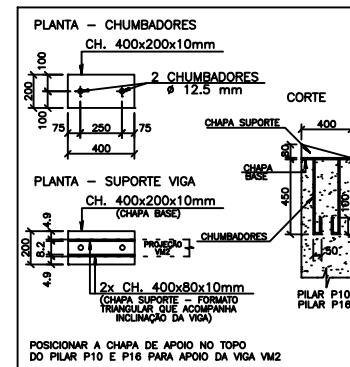 PLANTA - CHUMBADORES
CH. 400x200x10mm
100
200
100
2 CHUMBADORES
ø 12.5 mm
75
250
75
400
CORTE
400
CHAPA SUPORTE
80
CHAPA
BASE
450
CHUMBADORES
50
PILAR P10
PILAR P16
PLANTA - SUPORTE VIGA
CH. 400x200x10mm
(CHAPA BASE)
4.9
200
8.2
4.9
PROJEÇÃO
VM2
2x CH. 400x80x10mm
(CHAPA SUPORTE - FORMATO
TRIANGULAR QUE ACOMPANHA
INCLINAÇÃO DA VIGA)
POSICIONAR A CHAPA DE APOIO NO TOPO
DO PILAR P10 E P16 PARA APOIO DA VIGA VM2